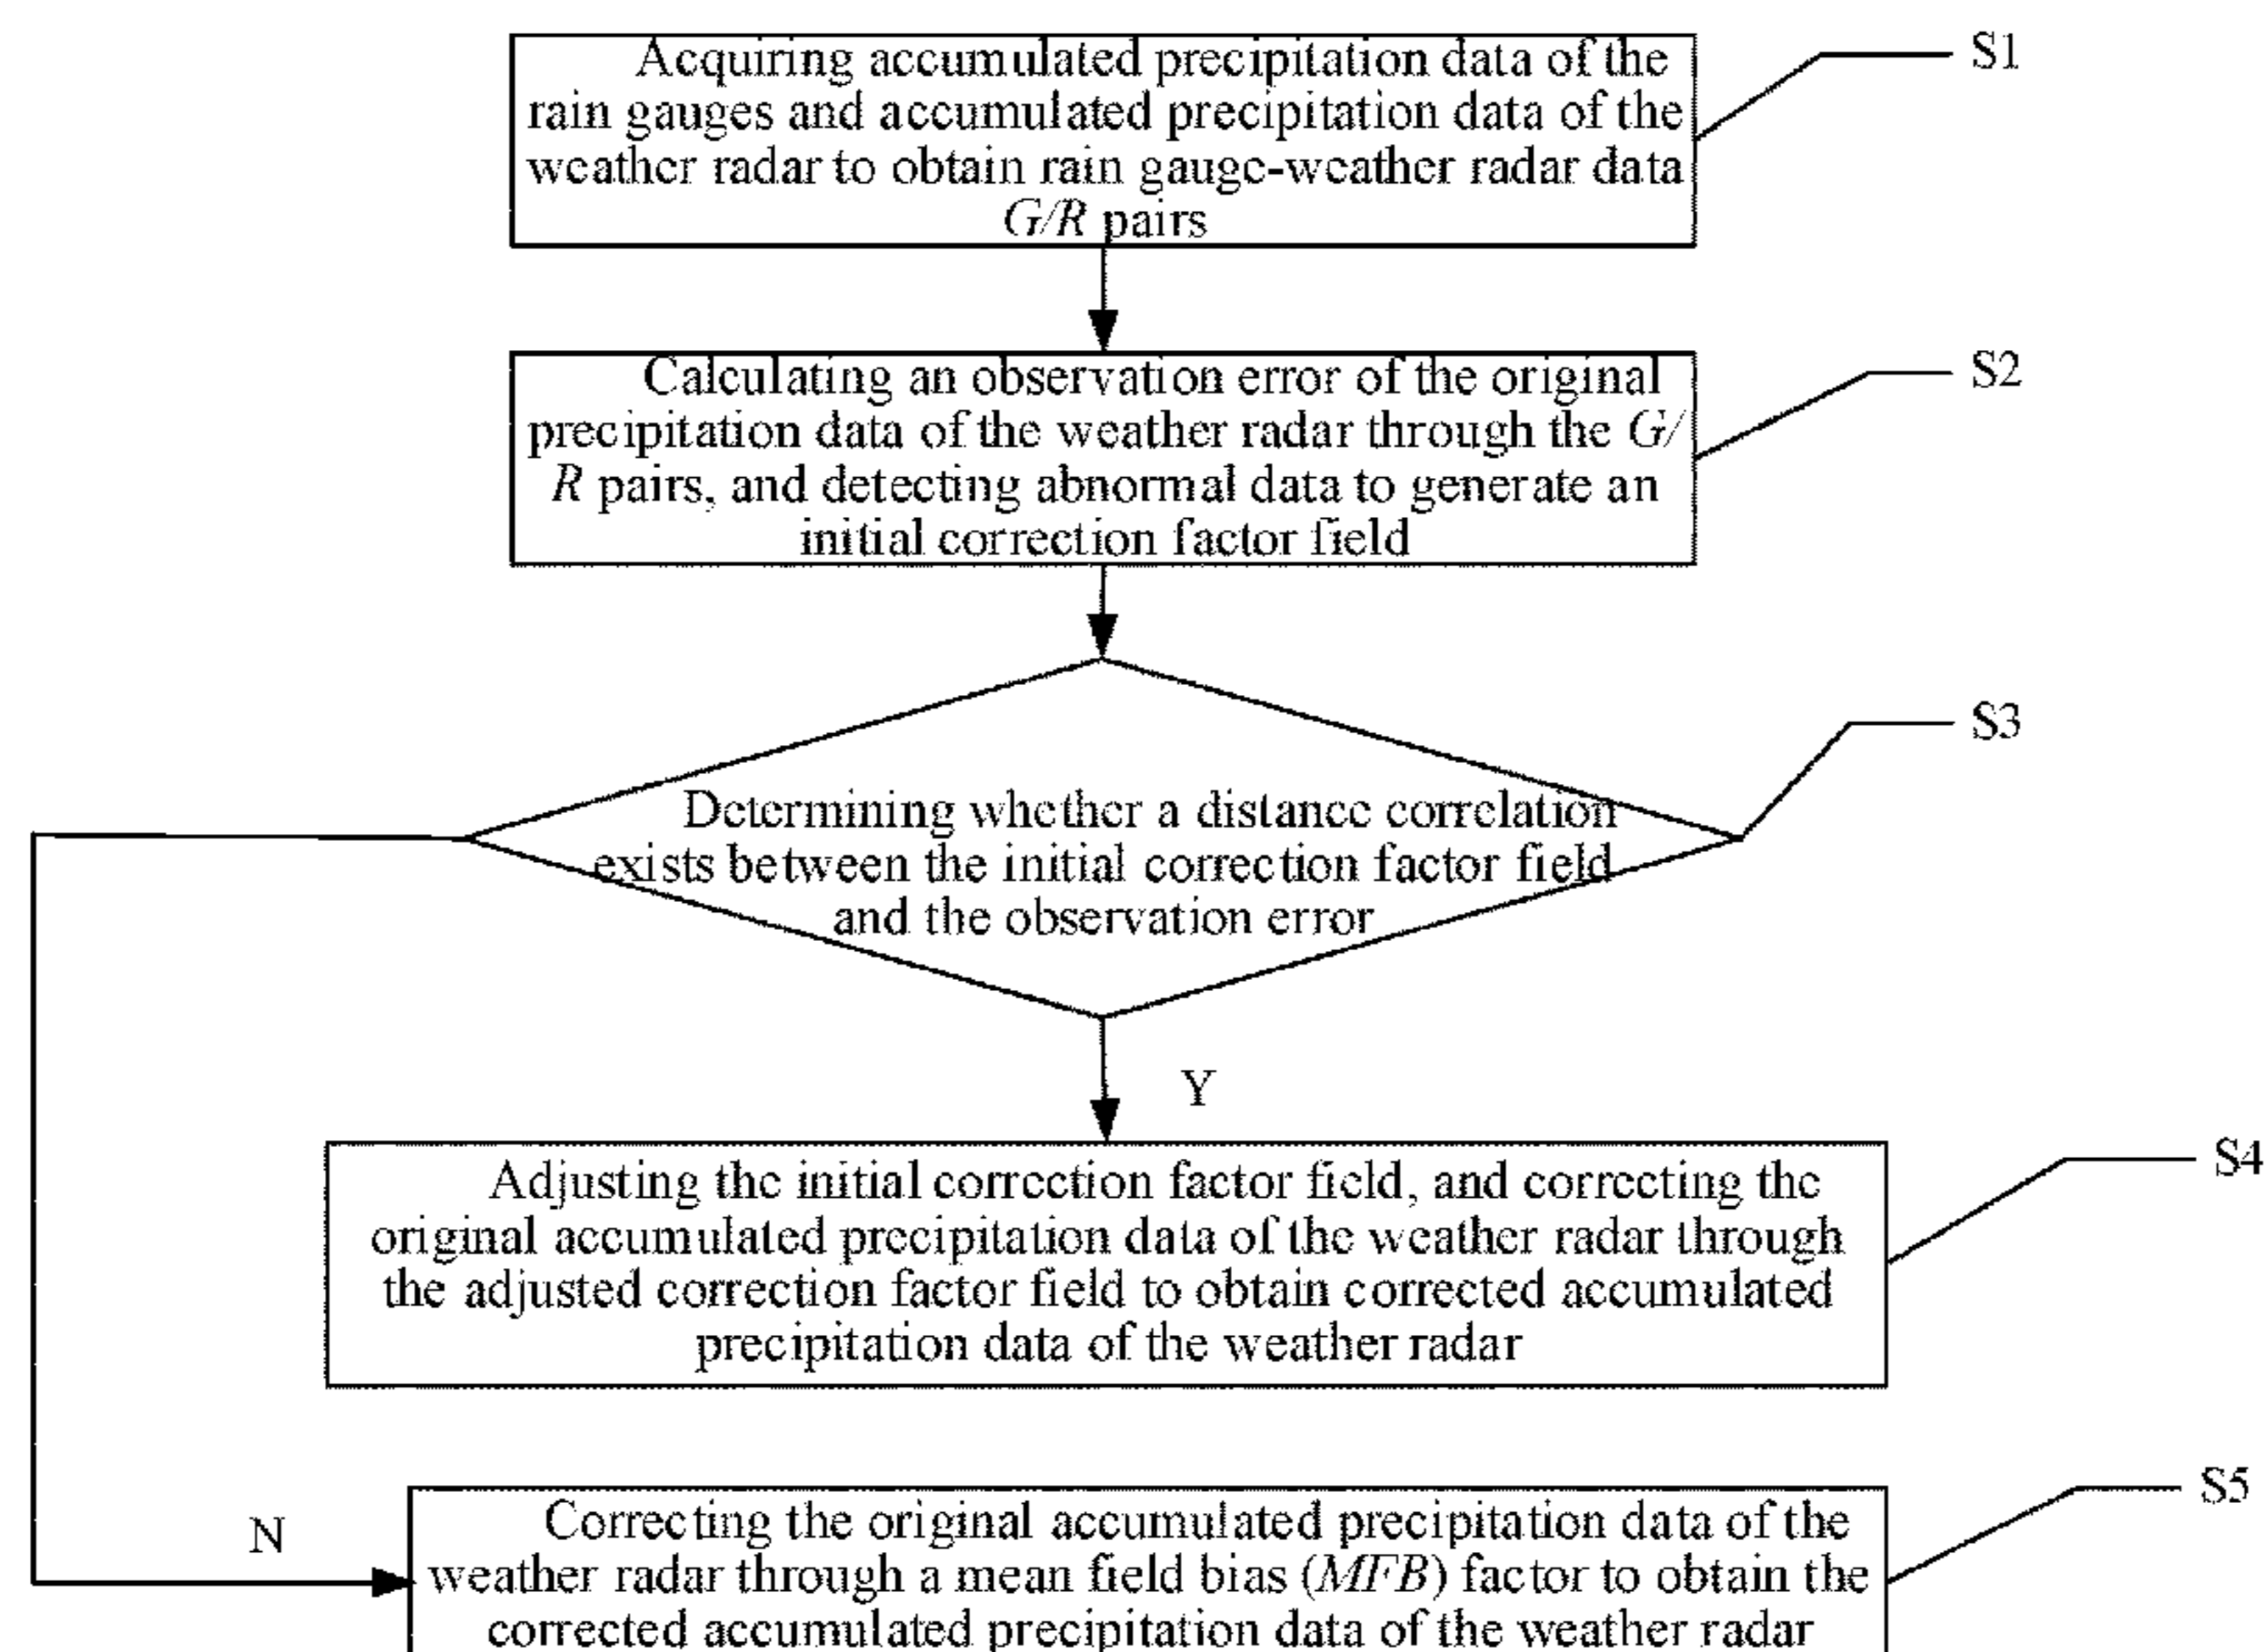 Acquiring accumulated precipitation data of the
rain gauges and accumulated precipitation data of the
weather radar to obtain rain gauge-weather radar data
G/R pairs
S1
Calculating an observation error of the original
precipitation data of the weather radar through the G/
R pairs, and detecting abnormal data to generate an
initial correction factor field
S2
Determining whether a distance correlation
exists between the initial correction factor field
and the observation error
S3
Y
Adjusting the initial correction factor field, and correcting the
original accumulated precipitation data of the weather radar through
the adjusted correction factor field to obtain corrected accumulated
precipitation data of the weather radar
S4
N
Correcting the original accumulated precipitation data of the
weather radar through a mean field bias (MFB) factor to obtain the
corrected accumulated precipitation data of the weather radar
S5